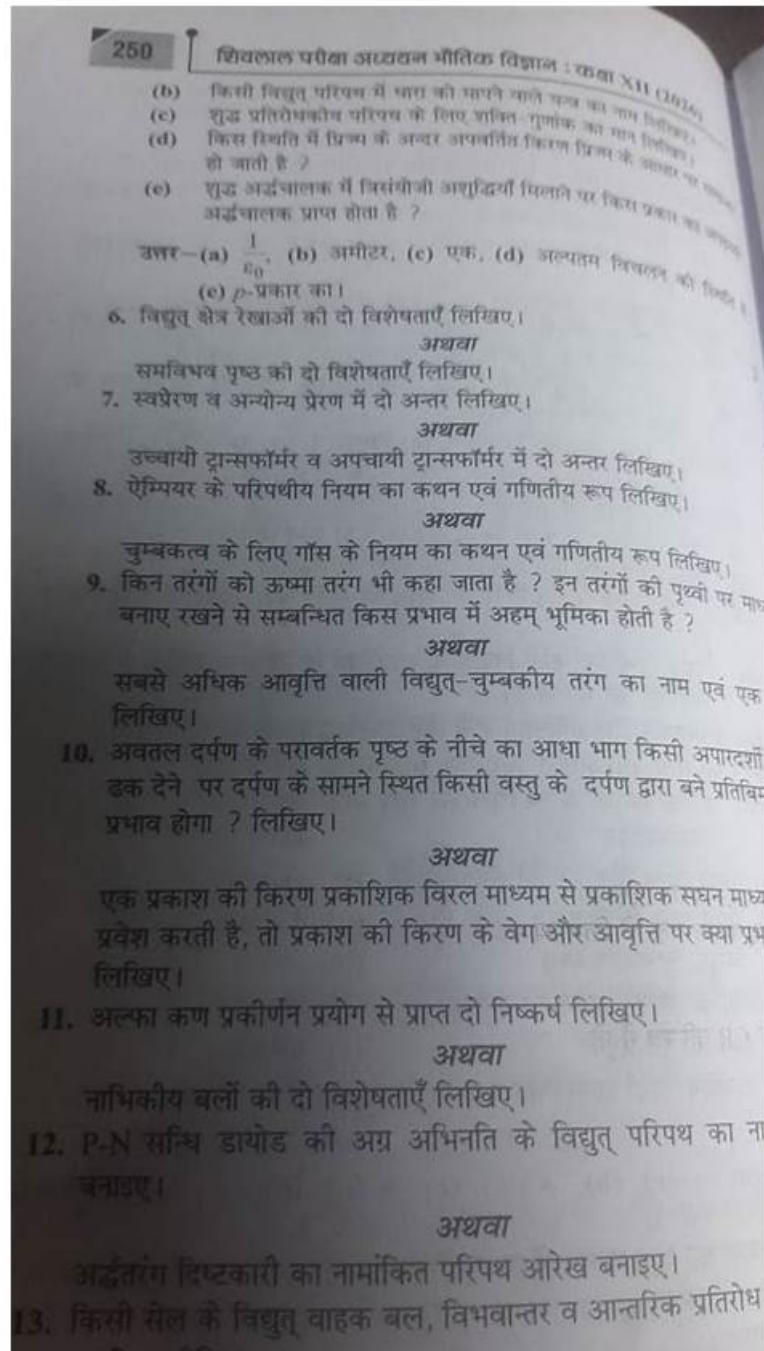 250 शिवलाल परीक्षा अध्ययन भौतिक विज्ञान : कक्षा XII (2026)
(b) किसी विद्युत् परिपथ में धारा को मापने वाले यन्त्र का नाम लिखिए।
(c) शुद्ध प्रतिरोधकीय परिपथ के लिए शक्ति गुणांक का मान लिखिए।
(d) किस स्थिति में प्रिज्म के अन्दर अपवर्तित किरण प्रिज्म के आधार पर
हो जाती है ?
(e) शुद्ध अर्द्धचालक में त्रिसंयोजी अशुद्धियाँ मिलाने पर किस प्रकार का
अर्द्धचालक प्राप्त होता है ?
उत्तर–(a) 1/ε0, (b) अमीटर, (c) एक, (d) अल्पतम विचलन की स्थिति
(e) p-प्रकार का।
6. विद्युत् क्षेत्र रेखाओं की दो विशेषताएँ लिखिए।
अथवा
समविभव पृष्ठ की दो विशेषताएँ लिखिए।
7. स्वप्रेरण व अन्योन्य प्रेरण में दो अन्तर लिखिए।
अथवा
उच्चायी ट्रान्सफॉर्मर व अपचायी ट्रान्सफॉर्मर में दो अन्तर लिखिए।
8. ऐम्पियर के परिपथीय नियम का कथन एवं गणितीय रूप लिखिए।
अथवा
चुम्बकत्व के लिए गॉस के नियम का कथन एवं गणितीय रूप लिखिए।
9. किन तरंगों को ऊष्मा तरंग भी कहा जाता है ? इन तरंगों की पृथ्वी पर माध्
बनाए रखने से सम्बन्धित किस प्रभाव में अहम् भूमिका होती है ?
अथवा
सबसे अधिक आवृत्ति वाली विद्युत्-चुम्बकीय तरंग का नाम एवं एक
लिखिए।
10. अवतल दर्पण के परावर्तक पृष्ठ के नीचे का आधा भाग किसी अपारदर्शी
ढक देने पर दर्पण के सामने स्थित किसी वस्तु के दर्पण द्वारा बने प्रतिबिम
प्रभाव होगा ? लिखिए।
अथवा
एक प्रकाश की किरण प्रकाशिक विरल माध्यम से प्रकाशिक सघन माध्य
प्रवेश करती है, तो प्रकाश की किरण के वेग और आवृत्ति पर क्या प्रभ
लिखिए।
11. अल्फा कण प्रकीर्णन प्रयोग से प्राप्त दो निष्कर्ष लिखिए।
अथवा
नाभिकीय बलों की दो विशेषताएँ लिखिए।
12. P-N सन्धि डायोड की अग्र अभिनति के विद्युत् परिपथ का ना
बनाइए।
अथवा
अर्द्धतरंग दिष्टकारी का नामांकित परिपथ आरेख बनाइए।
13. किसी सेल के विद्युत् वाहक बल, विभवान्तर व आन्तरिक प्रतिरोध